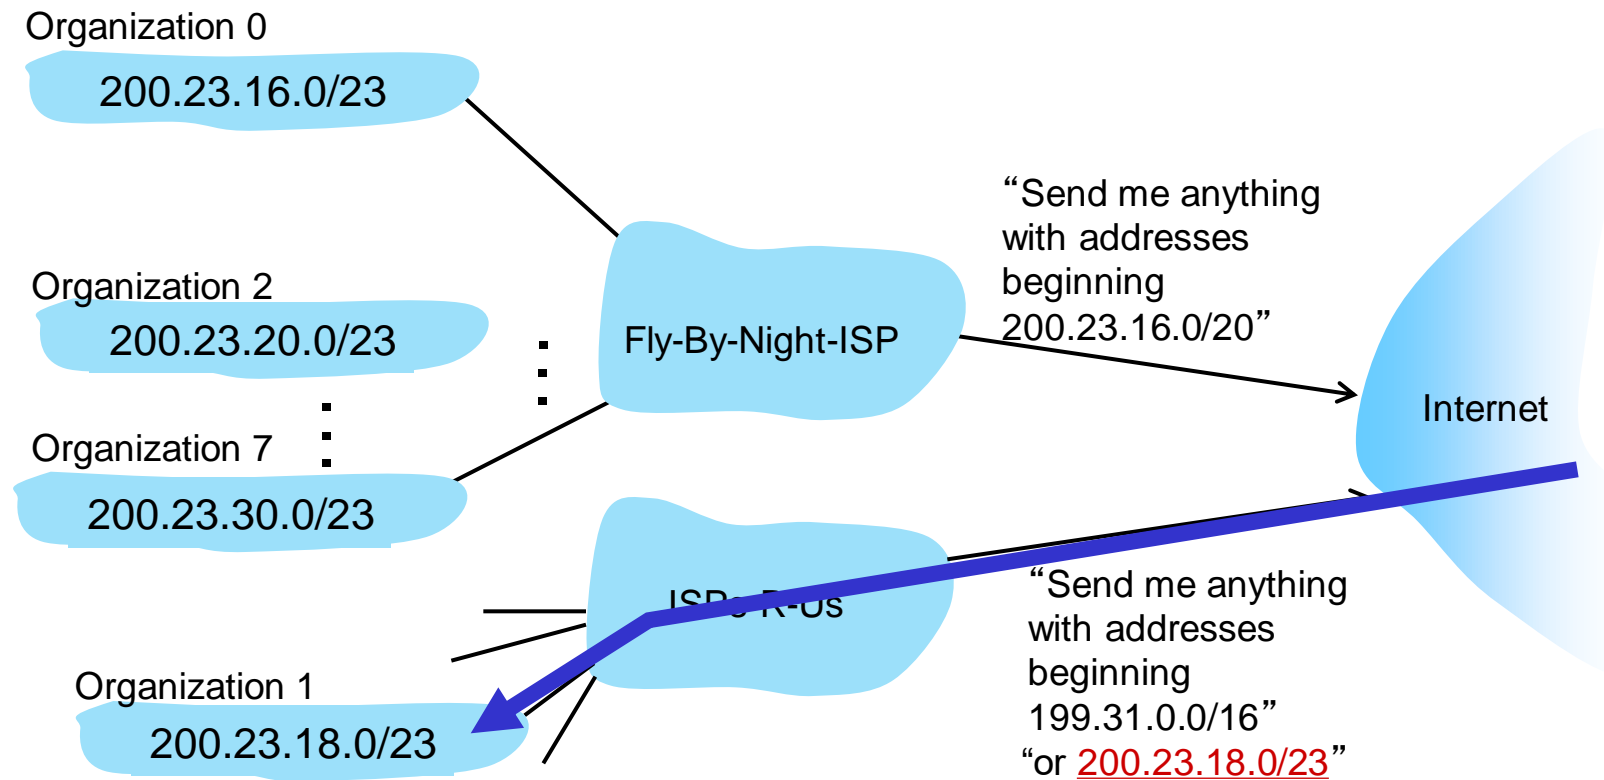 Organization 0
200.23.16.0/23
Organization 2
200.23.20.0/23
Organization 7
200.23.30.0/23
Fly-By-Night-ISP
“Send me anything
with addresses
beginning
200.23.16.0/20”
Internet
ISPs-R-Us
Organization 1
200.23.18.0/23
“Send me anything
with addresses
beginning
199.31.0.0/16”
“or 200.23.18.0/23”